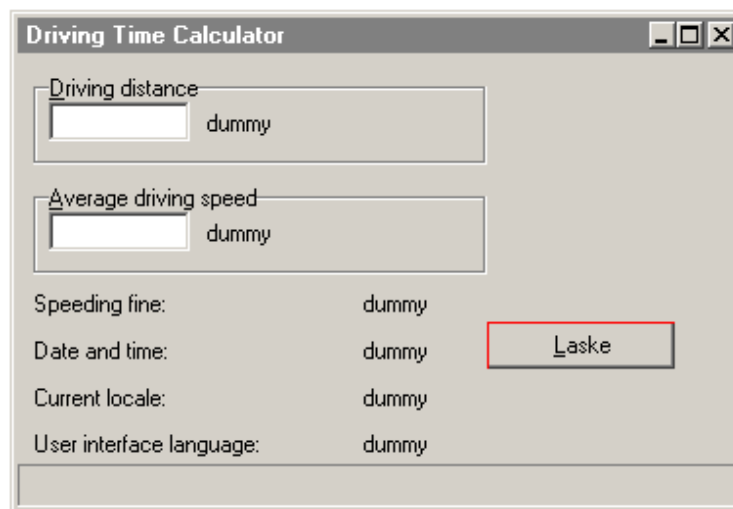 Driving Time Calculator
Driving distance
dummy
Average driving speed
dummy
Speeding fine: dummy
Date and time: dummy
Laske
Current locale: dummy
User interface language: dummy